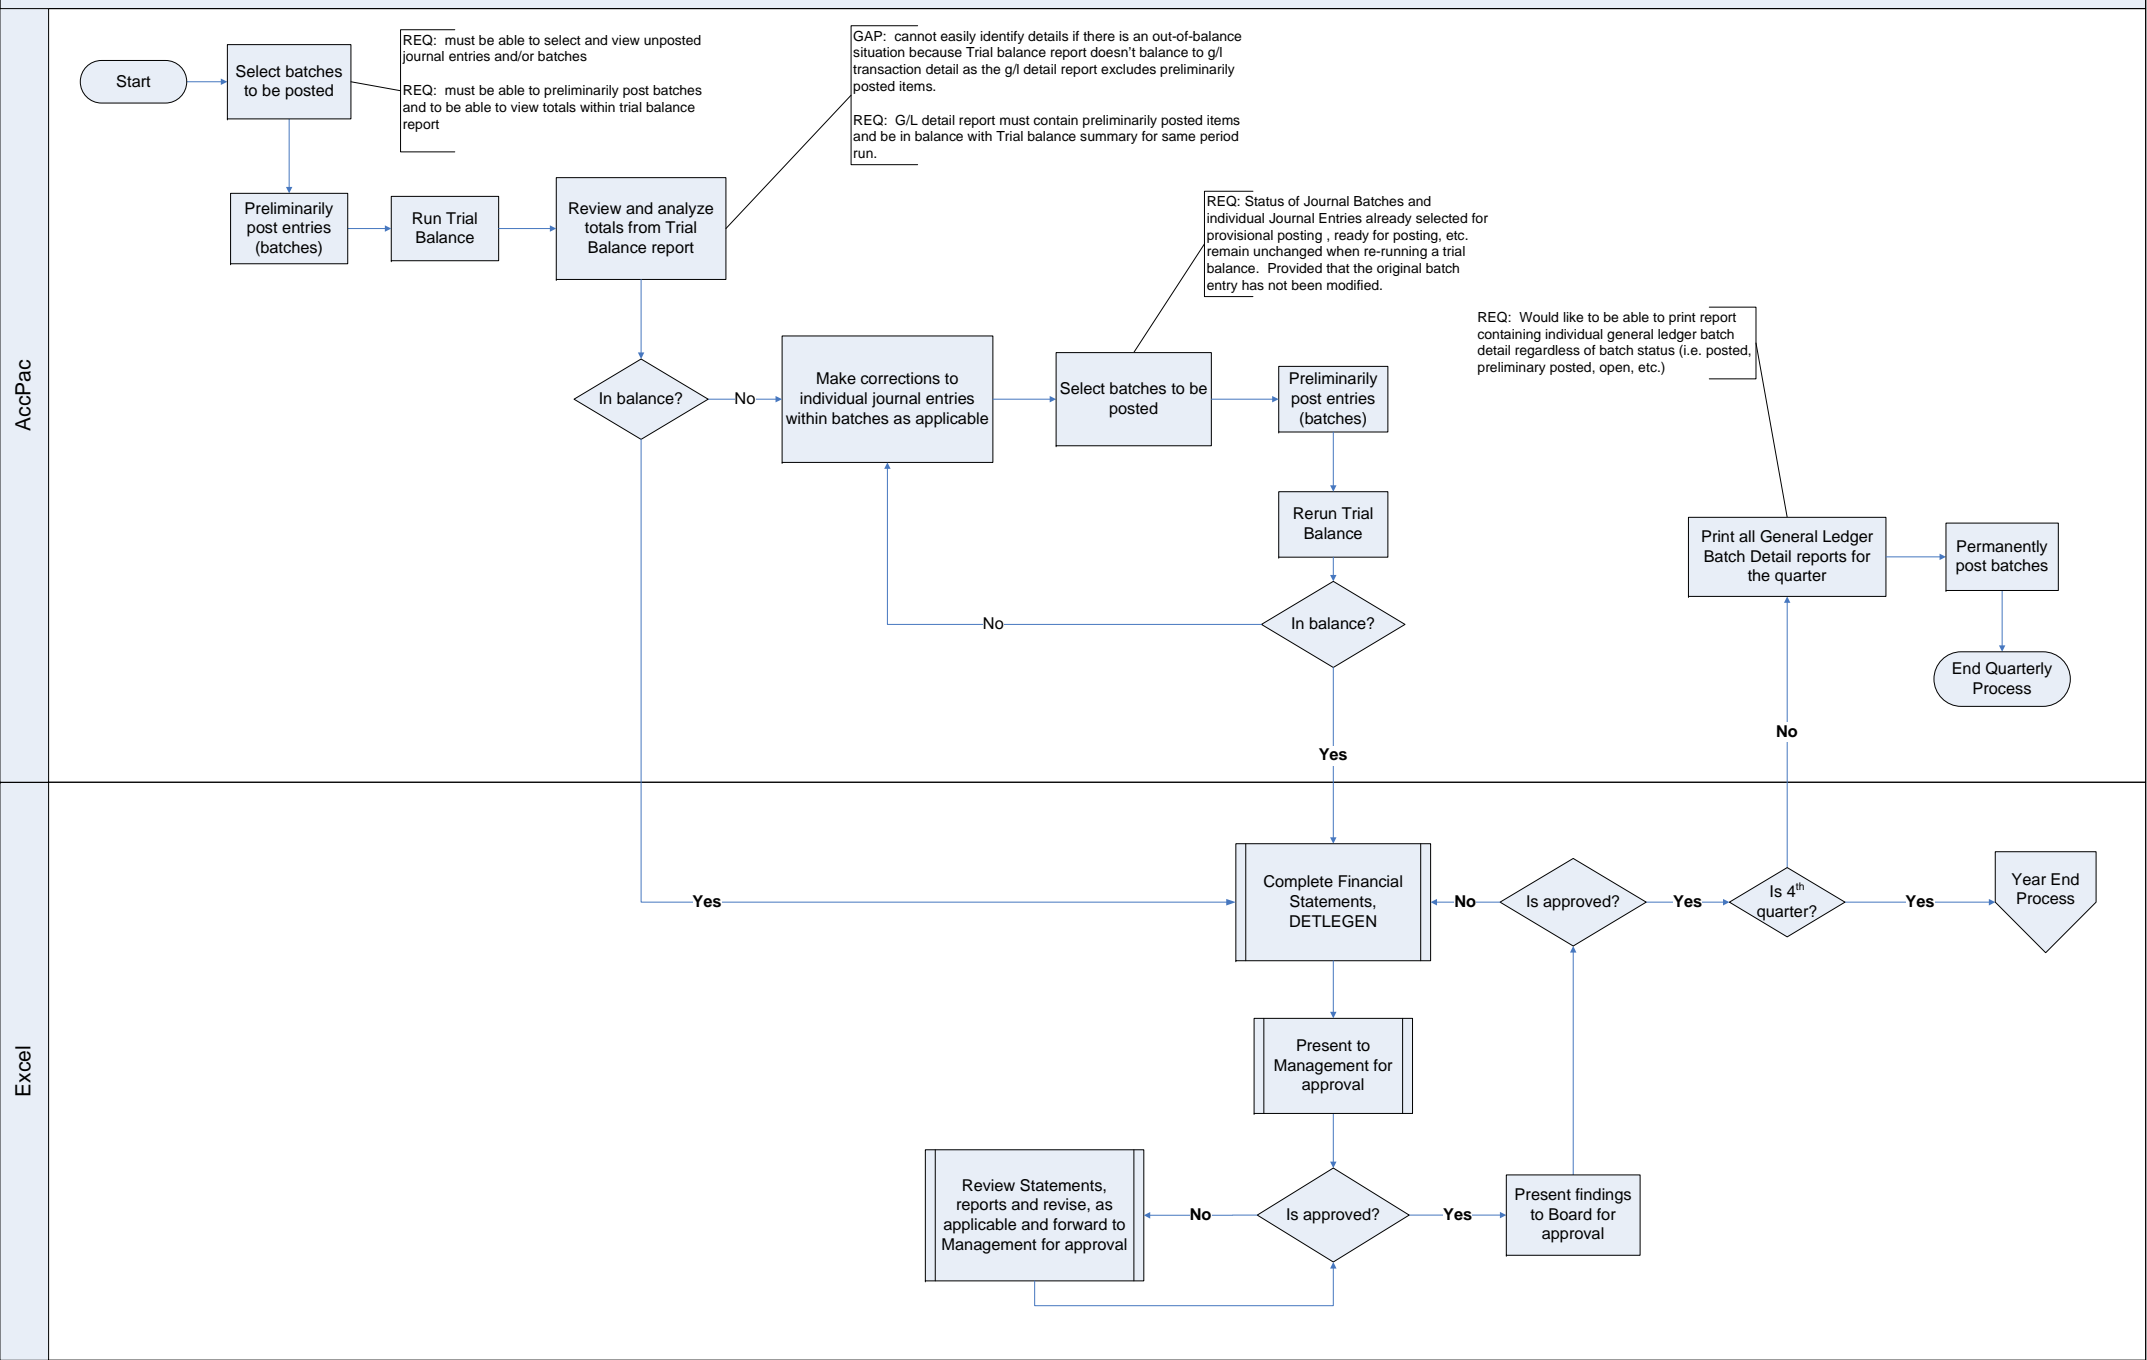 AccPac
Start
Select batches
to be posted
REQ: must be able to select and view unposted
journal entries and/or batches
REQ: must be able to preliminarily post batches
and to be able to view totals within trial balance
report
GAP: cannot easily identify details if there is an out-of-balance
situation because Trial balance report doesn't balance to g/l
transaction detail as the g/l detail report excludes preliminarily
posted items.
REQ: G/L detail report must contain preliminarily posted items
and be in balance with Trial balance summary for same period
run.
Preliminarily
post entries
(batches)
Run Trial
Balance
Review and analyze
totals from Trial
Balance report
REQ: Status of Journal Batches and
individual Journal Entries already selected for
provisional posting , ready for posting, etc.
remain unchanged when re-running a trial
balance. Provided that the original batch
entry has not been modified.
REQ: Would like to be able to print report
containing individual general ledger batch
detail regardless of batch status (i.e. posted,
preliminary posted, open, etc.)
In balance?
No
Make corrections to
individual journal entries
within batches as applicable
Select batches to be
posted
Preliminarily
post entries
(batches)
Rerun Trial
Balance
In balance?
No
Yes
Print all General Ledger
Batch Detail reports for
the quarter
Permanently
post batches
End Quarterly
Process
No
Excel
Yes
Complete Financial
Statements,
DETLEGEN
No
Is approved?
Yes
Is 4th
quarter?
Yes
Year End
Process
Present to
Management for
approval
Review Statements,
reports and revise, as
applicable and forward to
Management for approval
No
Is approved?
Yes
Present findings
to Board for
approval